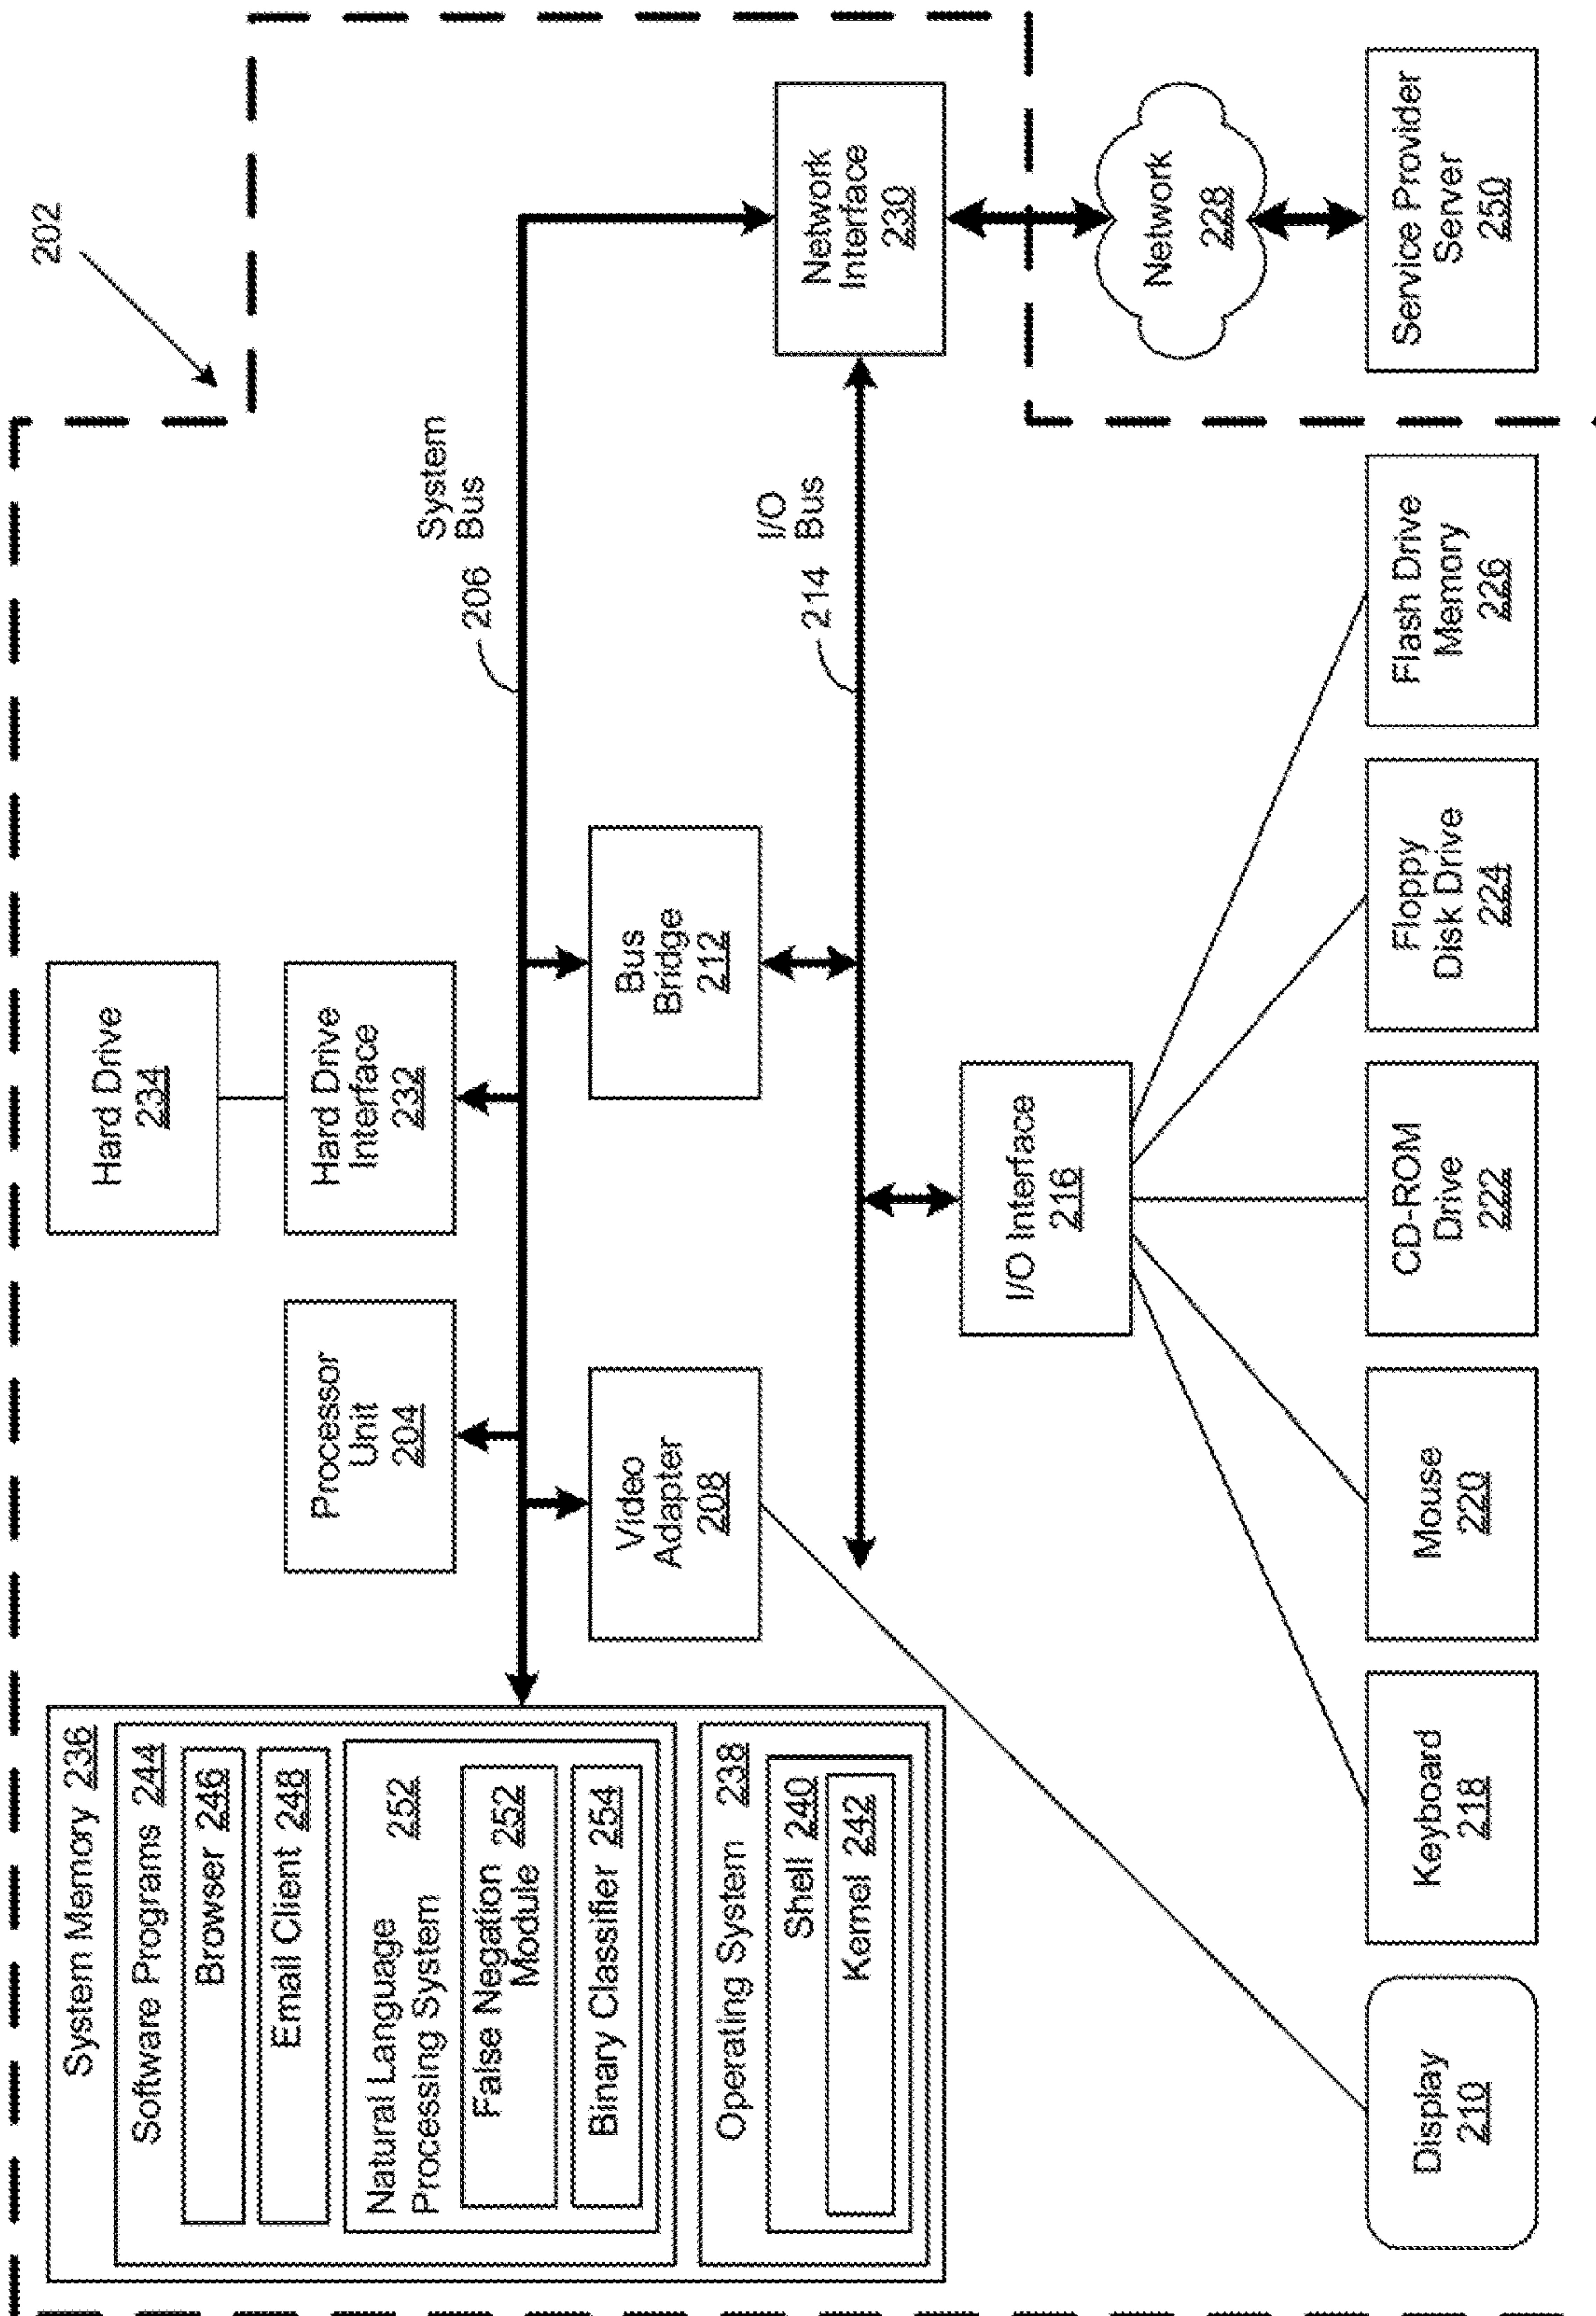 202
System Memory 236
Software Programs 244
Browser 246
Email Client 248
Natural Language
Processing System 252
False Negation 252
Module
Binary Classifier 254
Operating System 238
Shell 240
Kernel 242
Processor
Unit
204
Hard Drive
234
Hard Drive
Interface
232
System
Bus
206
Video
Adapter
208
Bus
Bridge
212
I/O
Bus
214
Network
Interface
230
I/O Interface
216
Network
228
Display
210
Keyboard
218
Mouse
220
CD-ROM
Drive
222
Floppy
Disk Drive
224
Flash Drive
Memory
226
Service Provider
Server
250